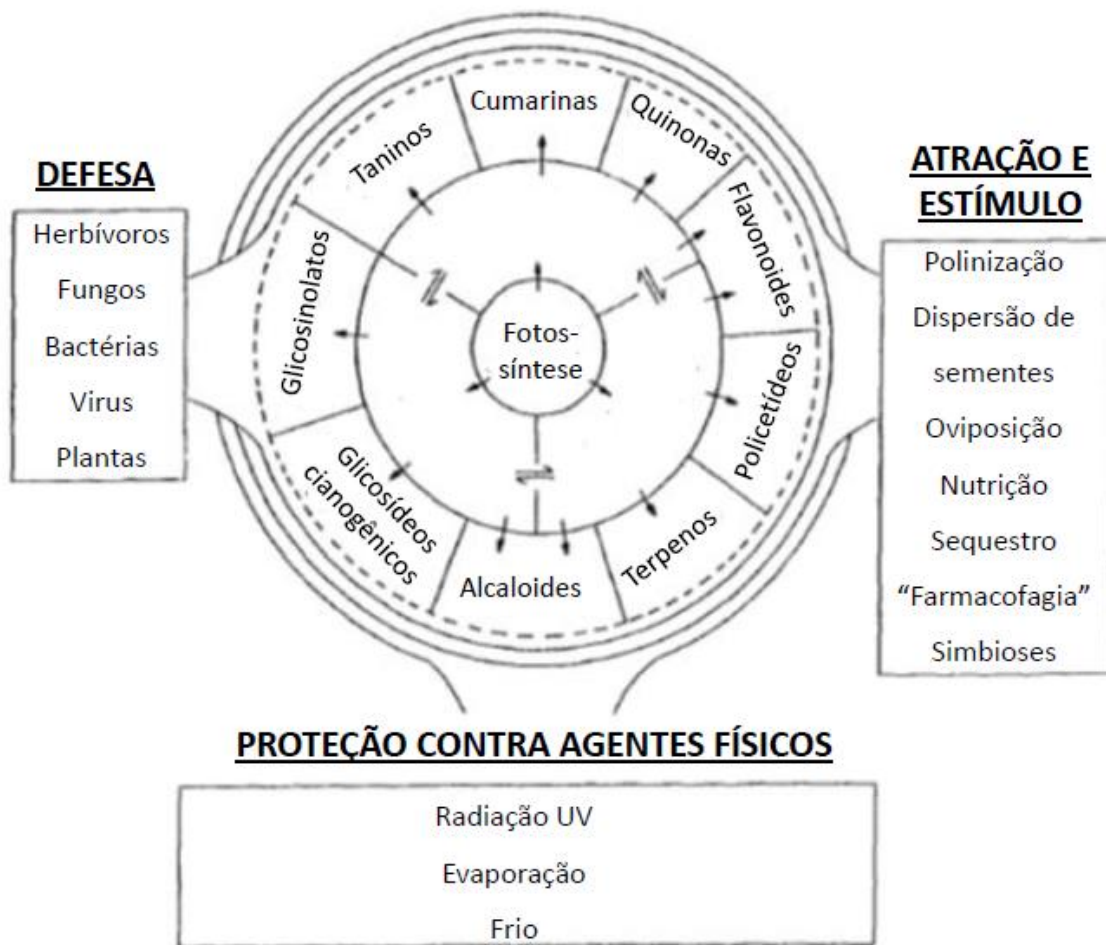 Cumarinas
Quinonas
Taninos
Flavonoides
Glicosinolatos
Fotos-
síntese
Policetídeos
Glicosídeos
cianogênicos
Alcaloides
Terpenos
DEFESA
Herbívoros
Fungos
Bactérias
Virus
Plantas
ATRAÇÃO E
ESTÍMULO
Polinização
Dispersão de
sementes
Oviposição
Nutrição
Sequestro
“Farmacofagia”
Simbioses
PROTEÇÃO CONTRA AGENTES FÍSICOS
Radiação UV
Evaporação
Frio